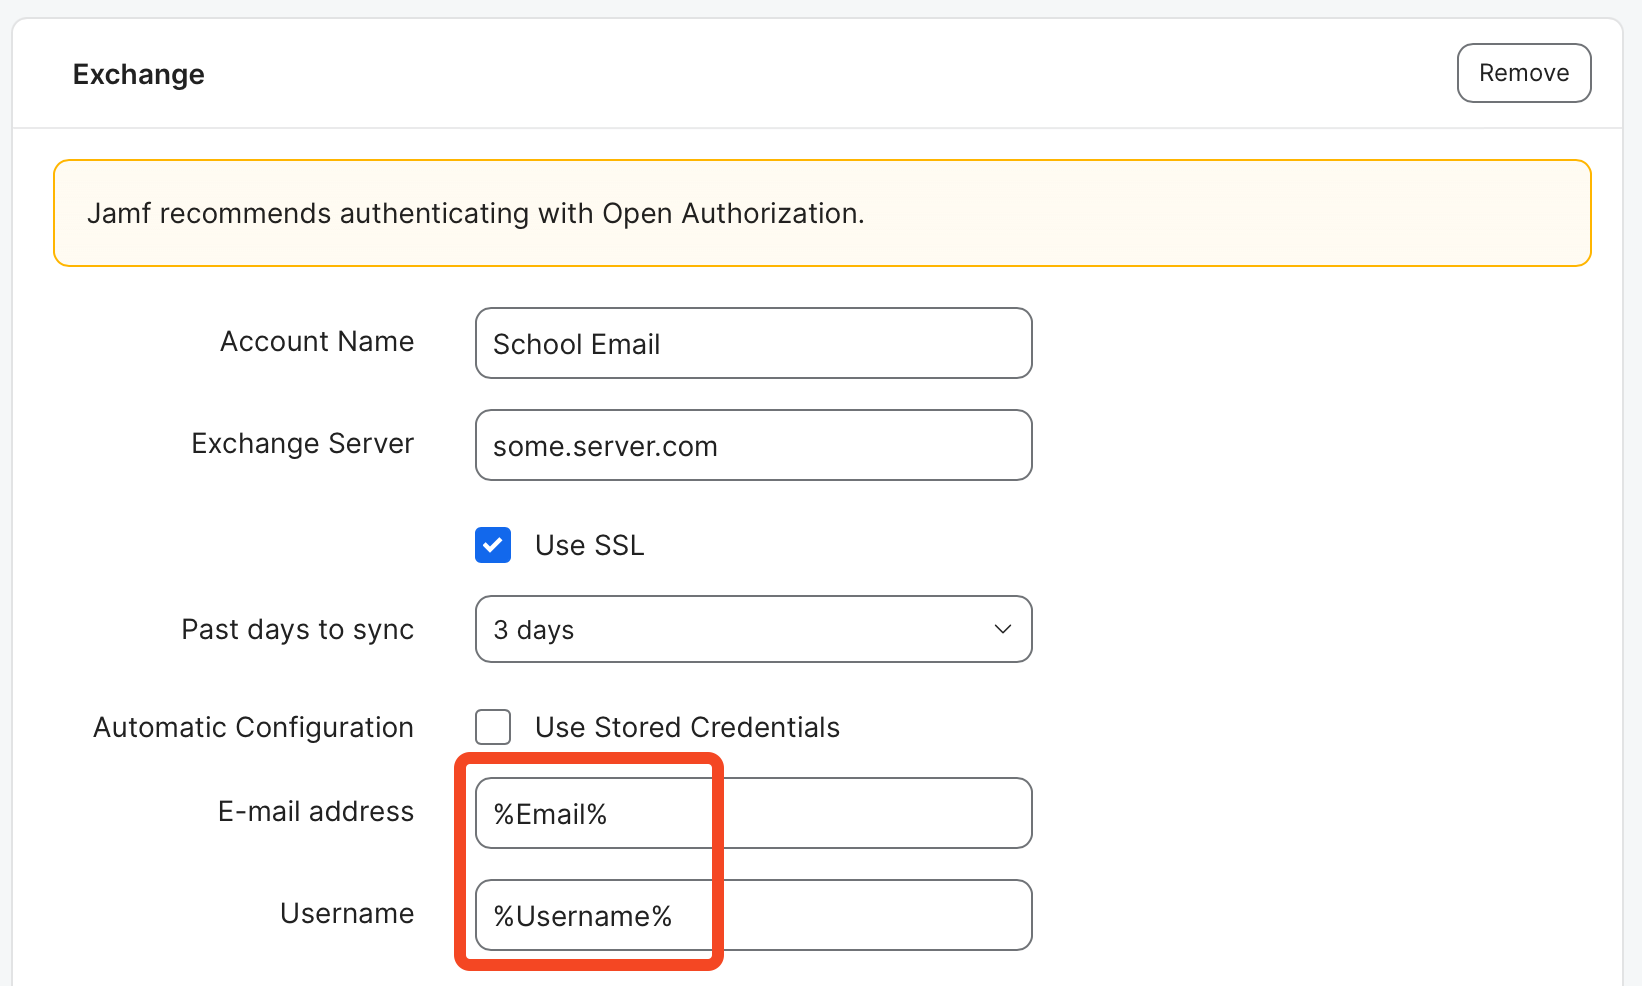 Exchange
Remove
Jamf recommends authenticating with Open Authorization.
Account Name
School Email
Exchange Server
some.server.com
Use SSL
Past days to sync
3 days
Automatic Configuration
Use Stored Credentials
E-mail address
%Email%
Username
%Username%